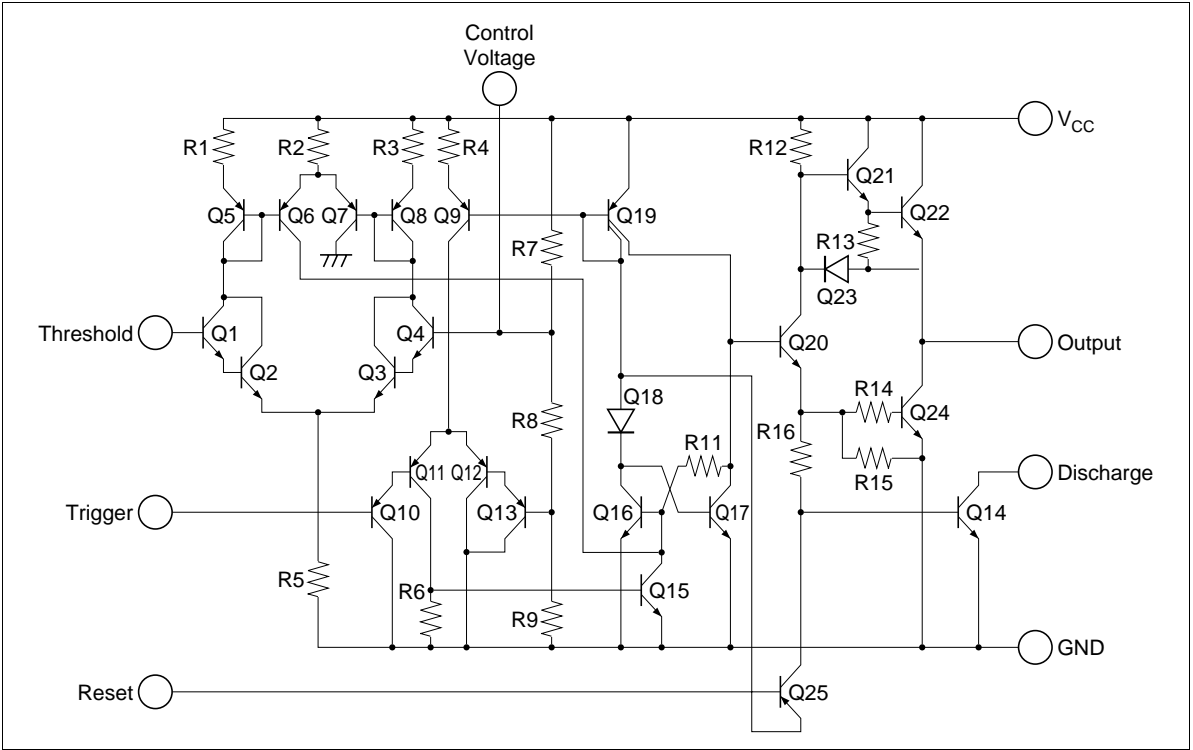 Control
Voltage
V_CC
R1
R2
R3
R4
R12
Q21
Q5
Q6
Q7
Q8
Q9
Q19
Q22
R7
R13
Q23
Threshold
Q1
Q4
Q20
Output
Q2
Q3
Q18
R14
R8
Q24
R16
R11
R15
Q11
Q12
Discharge
Trigger
Q10
Q13
Q16
Q17
Q14
R5
R6
Q15
R9
GND
Reset
Q25